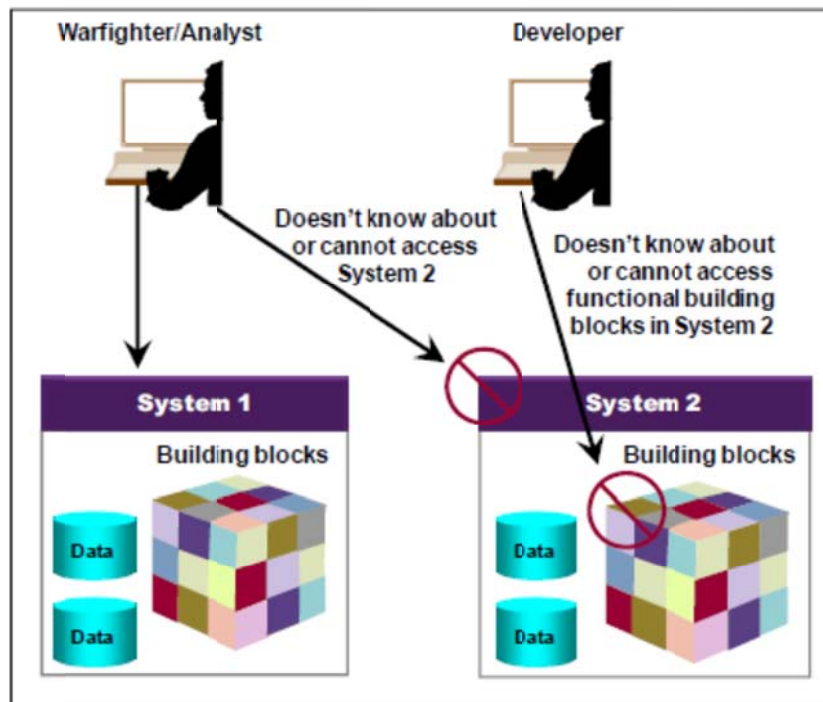 Warfighter/Analyst
Developer
Doesn't know about
or cannot access
System 2
Doesn't know about
or cannot access
functional building
blocks in System 2
System 1
Building blocks
Data
Data
System 2
Building blocks
Data
Data